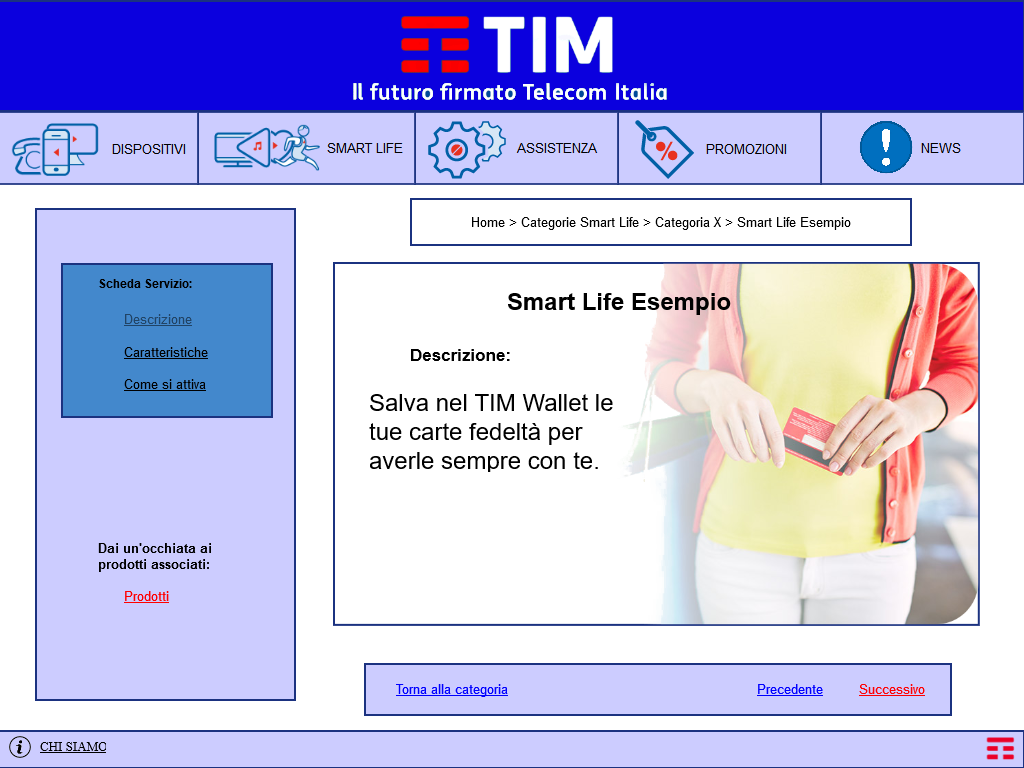 TIM
Il futuro firmato Telecom Italia
DISPOSITIVI
SMART LIFE
ASSISTENZA
PROMOZIONI
NEWS
Home > Categorie Smart Life > Categoria X > Smart Life Esempio
Scheda Servizio:
Descrizione
Caratteristiche
Come si attiva
Dai un'occhiata ai
prodotti associati:
Prodotti
Smart Life Esempio
Descrizione:
Salva nel TIM Wallet le
tue carte fedeltà per
averle sempre con te.
Torna alla categoria
Precedente
Successivo
CHI SIAMO